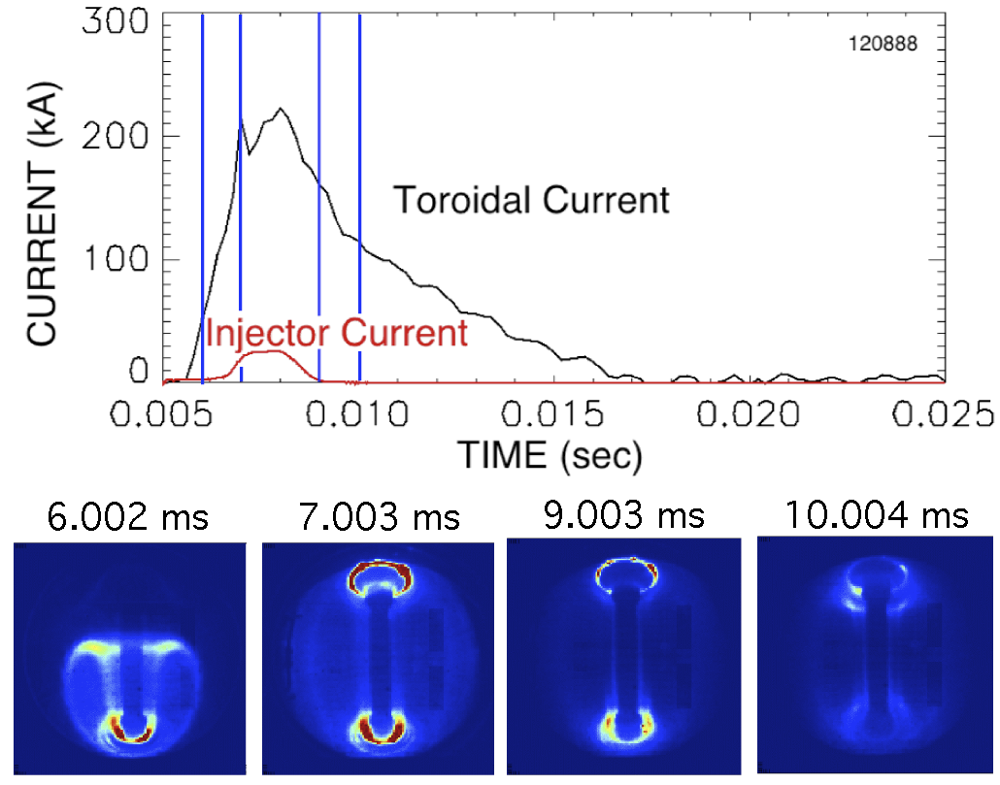 300
120888
200
Toroidal Current
100
Injector Current
0
CURRENT (kA)
0.005 0.010 0.015 0.020 0.025
TIME (sec)
6.002 ms 7.003 ms 9.003 ms 10.004 ms